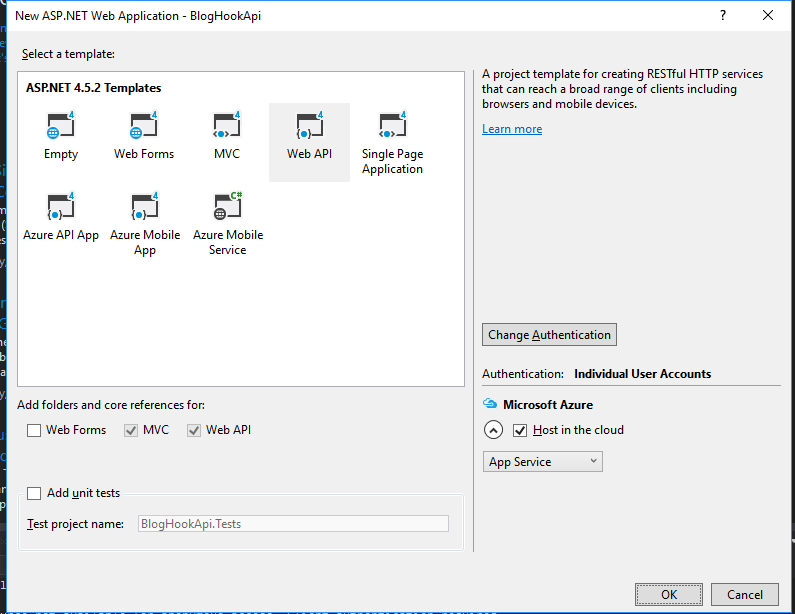 New ASP.NET Web Application - BlogHookApi
?
Select a template:
ASP.NET 4.5.2 Templates
4 4 4 4 4
Empty Web Forms MVC Web API Single Page
Application
4 4 C#
Azure API App Azure Mobile Azure Mobile
App Service
A project template for creating RESTful HTTP services
that can reach a broad range of clients including
browsers and mobile devices.
Learn more
Change Authentication
Authentication: Individual User Accounts
Microsoft Azure
Host in the cloud
App Service
Add folders and core references for:
Web Forms MVC Web API
Add unit tests
Test project name: BlogHookApi.Tests
OK Cancel